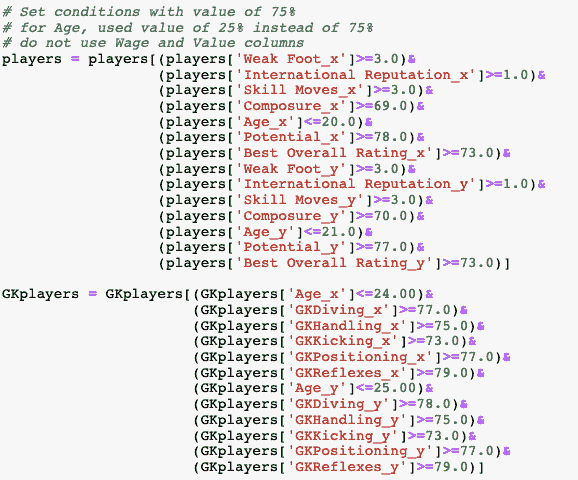 # Set conditions with value of 75%
# for Age, used value of 25% instead of 75%
# do not use Wage and Value columns
players = players[(players['Weak Foot_x']>=3.0)&
(players['International Reputation_x']>=1.0)&
(players['Skill Moves_x']>=3.0)&
(players['Composure_x']>=69.0)&
(players['Age_x']<=20.0)&
(players['Potential_x']>=78.0)&
(players['Best Overall Rating_x']>=73.0)&
(players['Weak Foot_y']>=3.0)&
(players['International Reputation_y']>=1.0)&
(players['Skill Moves_y']>=3.0)&
(players['Composure_y']>=70.0)&
(players['Age_y']<=21.0)&
(players['Potential_y']>=77.0)&
(players['Best Overall Rating_y']>=73.0)]
GKplayers = GKplayers[(GKplayers['Age_x']<=24.00)&
(GKplayers['GKDiving_x']>=77.0)&
(GKplayers['GKHandling_x']>=75.0)&
(GKplayers['GKKicking_x']>=73.0)&
(GKplayers['GKPositioning_x']>=77.0)&
(GKplayers['GKReflexes_x']>=79.0)&
(GKplayers['Age_y']<=25.00)&
(GKplayers['GKDiving_y']>=78.0)&
(GKplayers['GKHandling_y']>=75.0)&
(GKplayers['GKKicking_y']>=73.0)&
(GKplayers['GKPositioning_y']>=77.0)&
(GKplayers['GKReflexes_y']>=79.0)]